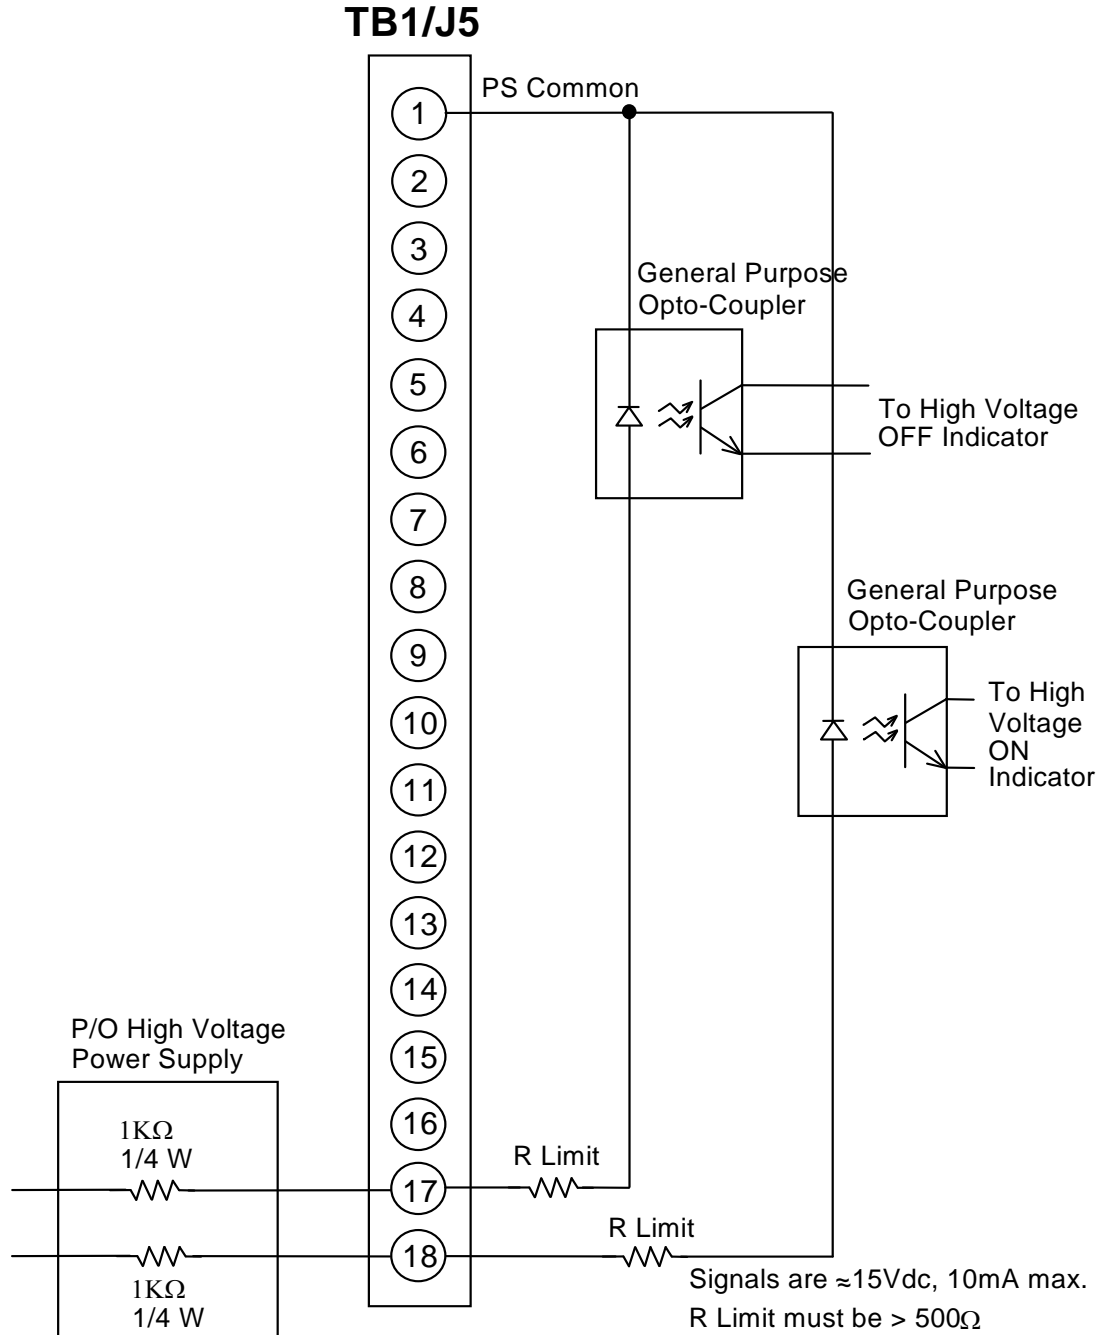 TB1/J5
PS Common
1
2
3
4
5
6
7
8
9
10
11
12
13
14
15
16
17
18
General Purpose
Opto-Coupler
To High Voltage
OFF Indicator
General Purpose
Opto-Coupler
To High
Voltage
ON
Indicator
P/O High Voltage
Power Supply
1KΩ
1/4 W
1KΩ
1/4 W
R Limit
R Limit
Signals are ≈15Vdc, 10mA max.
R Limit must be > 500Ω